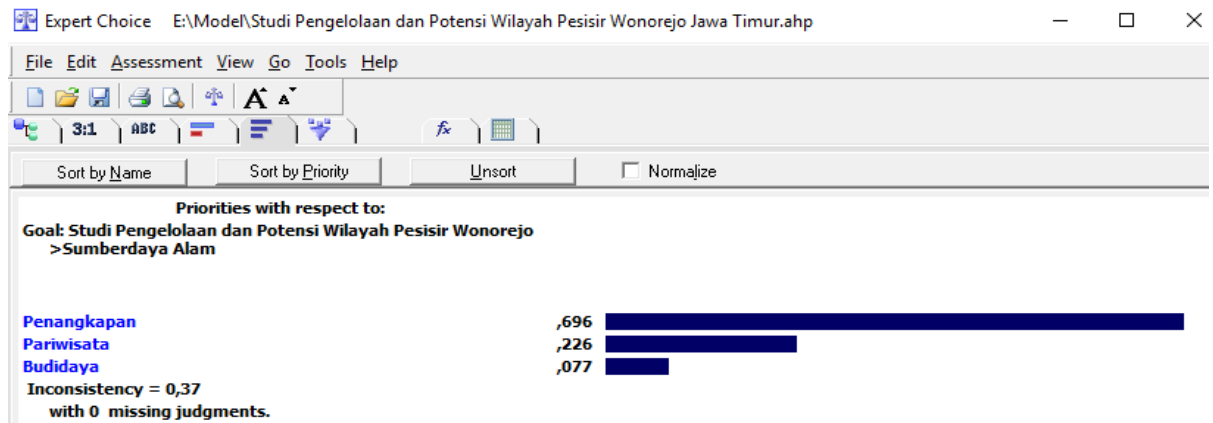 Expert Choice E:\Model\Studi Pengelolaan dan Potensi Wilayah Pesisir Wonorejo Jawa Timur.ahp
File Edit Assessment View Go Tools Help
A A
3:1 ABC fx
Sort by Name Sort by Priority Unsort Normalize
Priorities with respect to:
Goal: Studi Pengelolaan dan Potensi Wilayah Pesisir Wonorejo
>Sumberdaya Alam
Penangkapan ,696
Pariwisata ,226
Budidaya ,077
Inconsistency = 0,37
with 0 missing judgments.